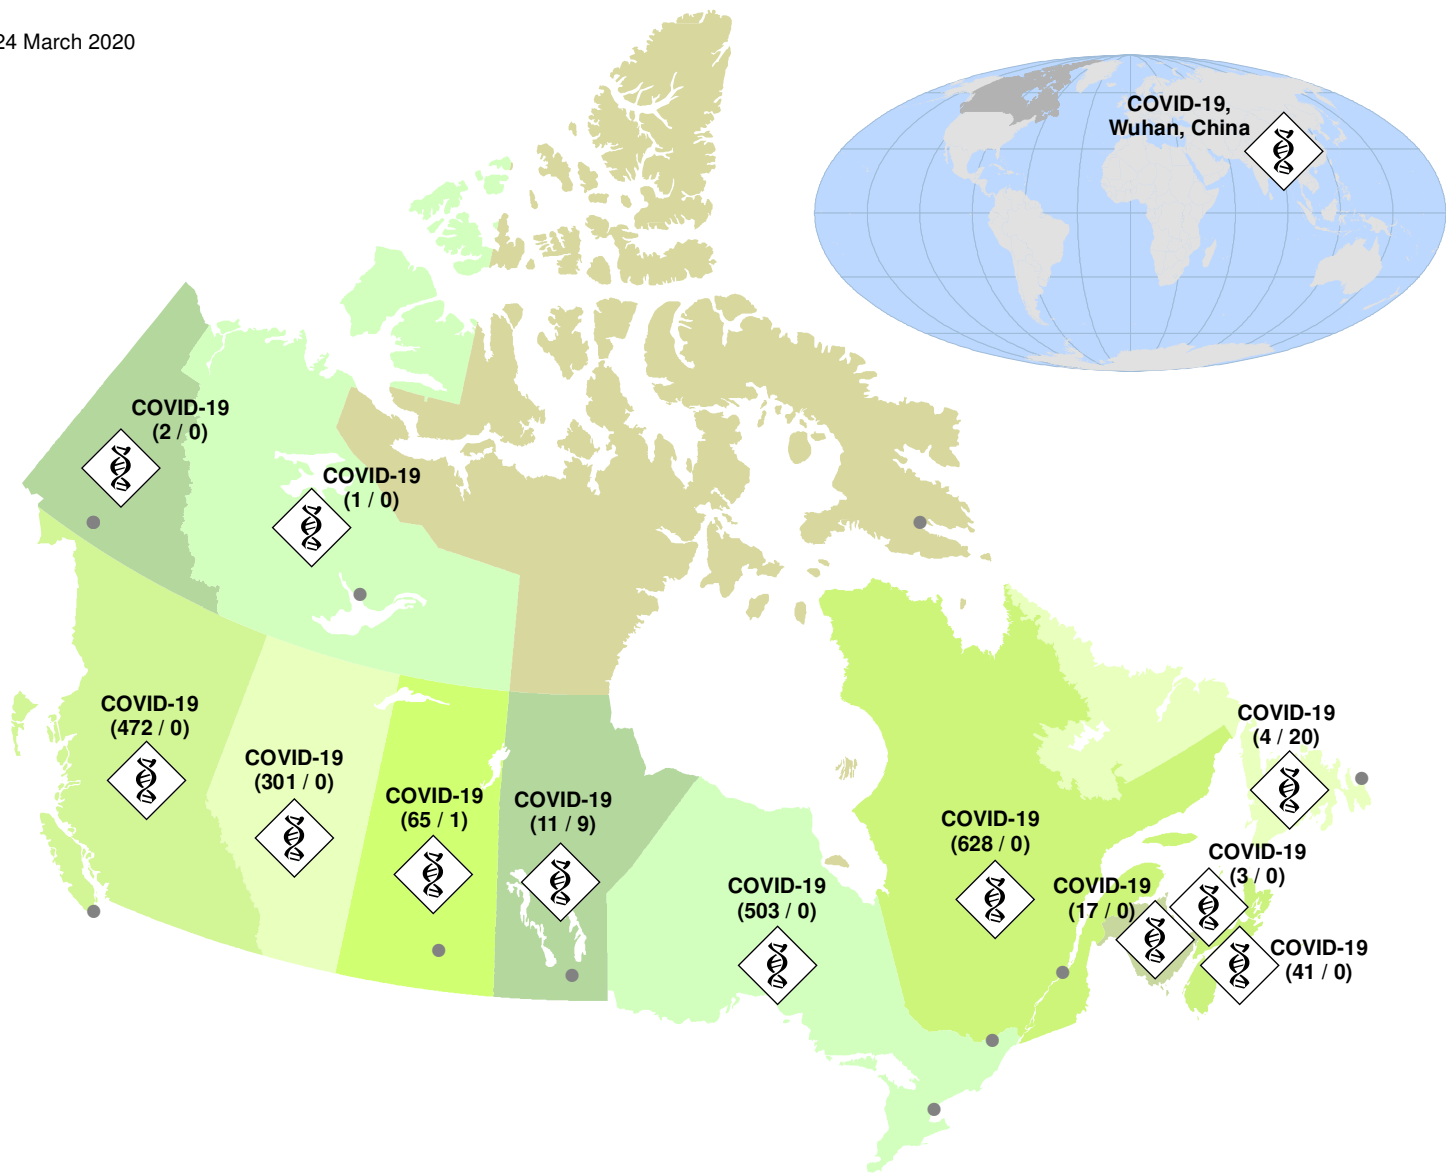 24 March 2020
COVID-19,
Wuhan, China
COVID-19
(2 / 0)
COVID-19
(1 / 0)
COVID-19
(472 / 0)
COVID-19
(301 / 0)
COVID-19
(65 / 1)
COVID-19
(11 / 9)
COVID-19
(503 / 0)
COVID-19
(628 / 0)
COVID-19
(4 / 20)
COVID-19
(3 / 0)
COVID-19
(17 / 0)
COVID-19
(41 / 0)